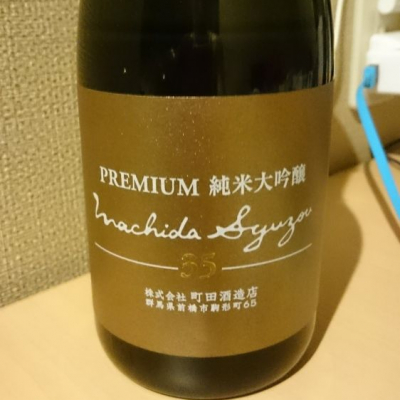 PREMIUM 純米大吟醸
Machida Syuzou
55
株式会社 町田酒造店
群馬県前橋市駒形町65